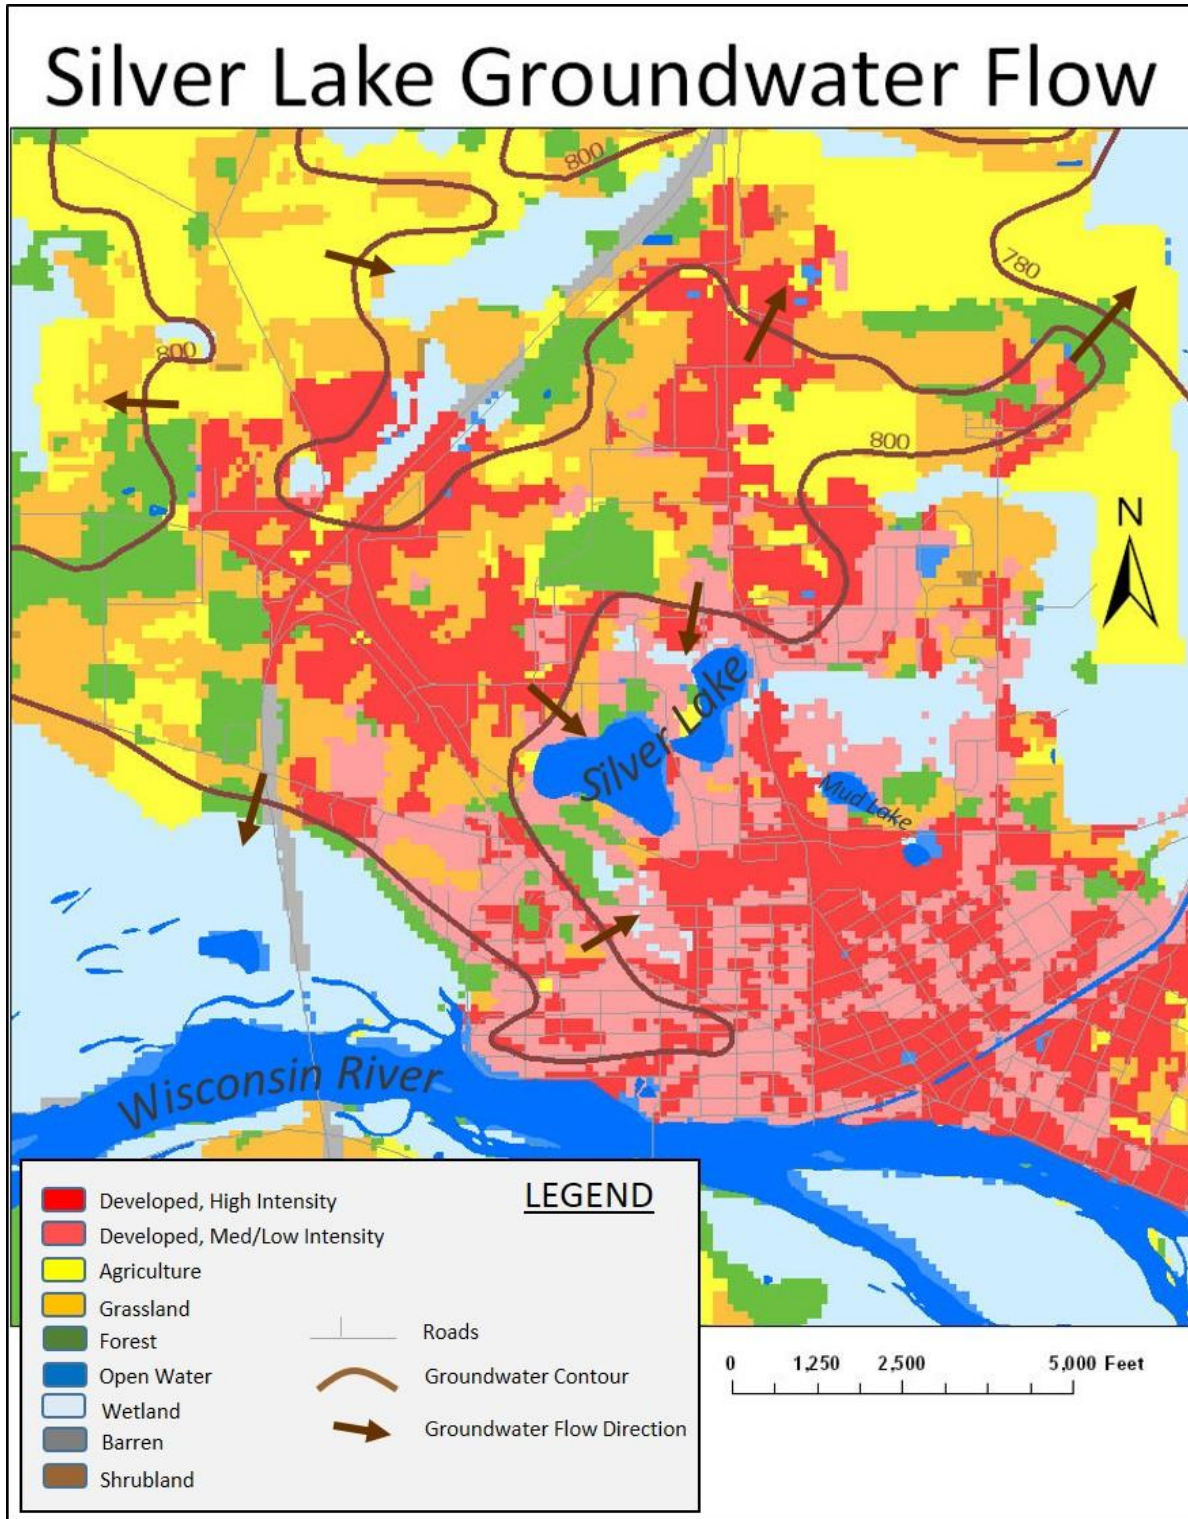 Silver Lake Groundwater Flow
800
780
800
800
N
Silver Lake
Mud Lake
Wisconsin River
LEGEND
Developed, High Intensity
Developed, Med/Low Intensity
Agriculture
Grassland
Forest
Open Water
Wetland
Barren
Shrubland
Roads
Groundwater Contour
Groundwater Flow Direction
0 1,250 2,500 5,000 Feet